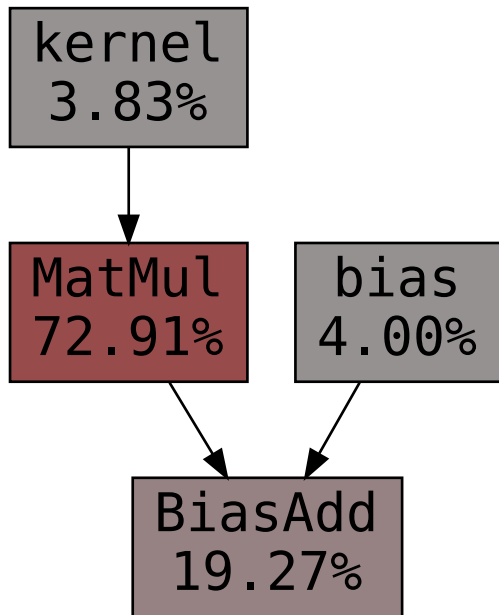 kernel
3.83%
MatMul
72.91%
bias
4.00%
BiasAdd
19.27%